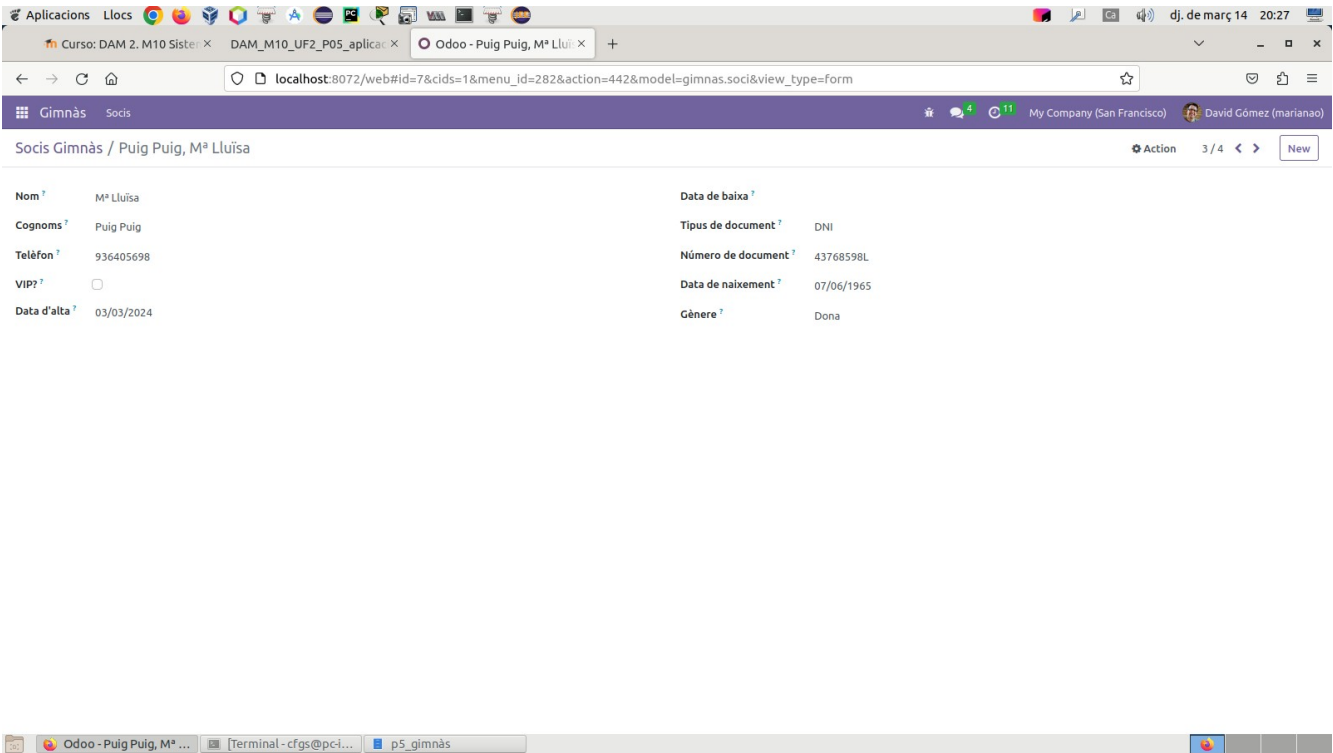 Aplicacions Llocs Ca dj. de març 14 20:27
Curso: DAM 2. M10 Sister DAM_M10_UF2_P05_aplicac Odoo - Puig Puig, Mª Lluï
localhost:8072/web#id=7&cids=1&menu_id=282&action=442&model=gimnas.soci&view_type=form
Gimnàs Socis 4 11 My Company (San Francisco) David Gómez (marianao)
Socis Gimnàs / Puig Puig, Mª Lluïsa Action 3 / 4 New
Nom ? Mª Lluïsa Data de baixa ?
Cognoms ? Puig Puig Tipus de document ? DNI
Telèfon ? 936405698 Número de document ? 43768598L
VIP? ? Data de naixement ? 07/06/1965
Data d'alta ? 03/03/2024 Gènere ? Dona
Odoo - Puig Puig, Mª ... [Terminal - cfgs@pc-i... p5_gimnàs